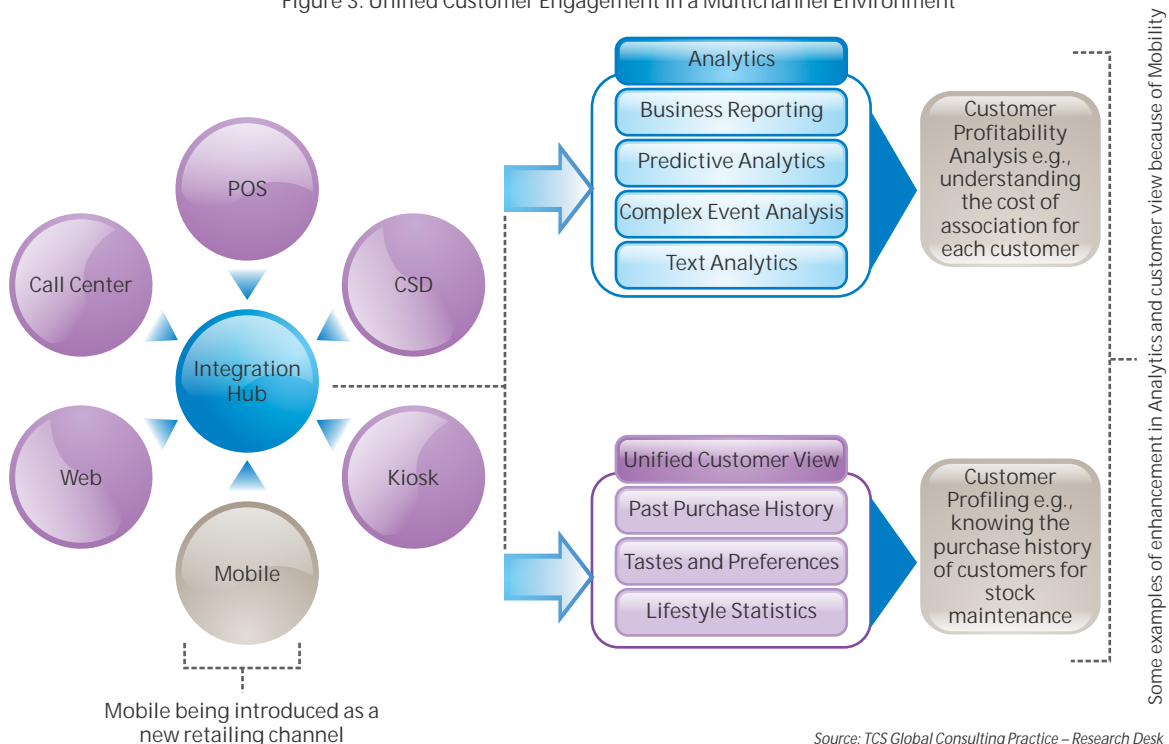 Figure 3: Unified Customer Engagement in a Multichannel Environment
POS
Call Center
CSD
Integration
Hub
Web
Kiosk
Mobile
Mobile being introduced as a
new retailing channel
Analytics
Business Reporting
Predictive Analytics
Complex Event Analysis
Text Analytics
Customer
Profitability
Analysis e.g.,
understanding
the cost of
association for
each customer
Unified Customer View
Past Purchase History
Tastes and Preferences
Lifestyle Statistics
Customer
Profiling e.g.,
knowing the
purchase history
of customers for
stock
maintenance
Some examples of enhancement in Analytics and customer view because of Mobility
Source: TCS Global Consulting Practice – Research Desk